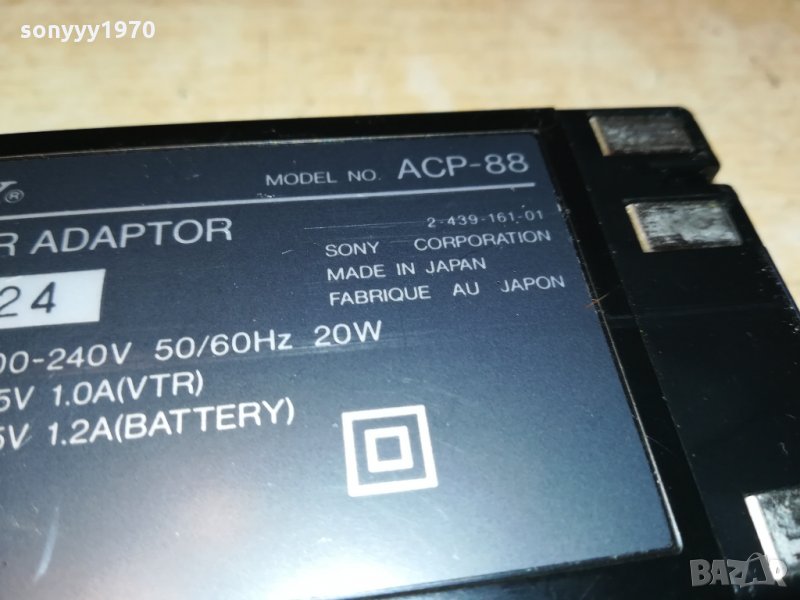 sonyyy1970
Y®
MODEL NO. ACP-88
R ADAPTOR
2-439-161-01
SONY CORPORATION
MADE IN JAPAN
FABRIQUE AU JAPON
24
00-240V 50/60Hz 20W
5V 1.0A(VTR)
5V 1.2A(BATTERY)
BAZAR